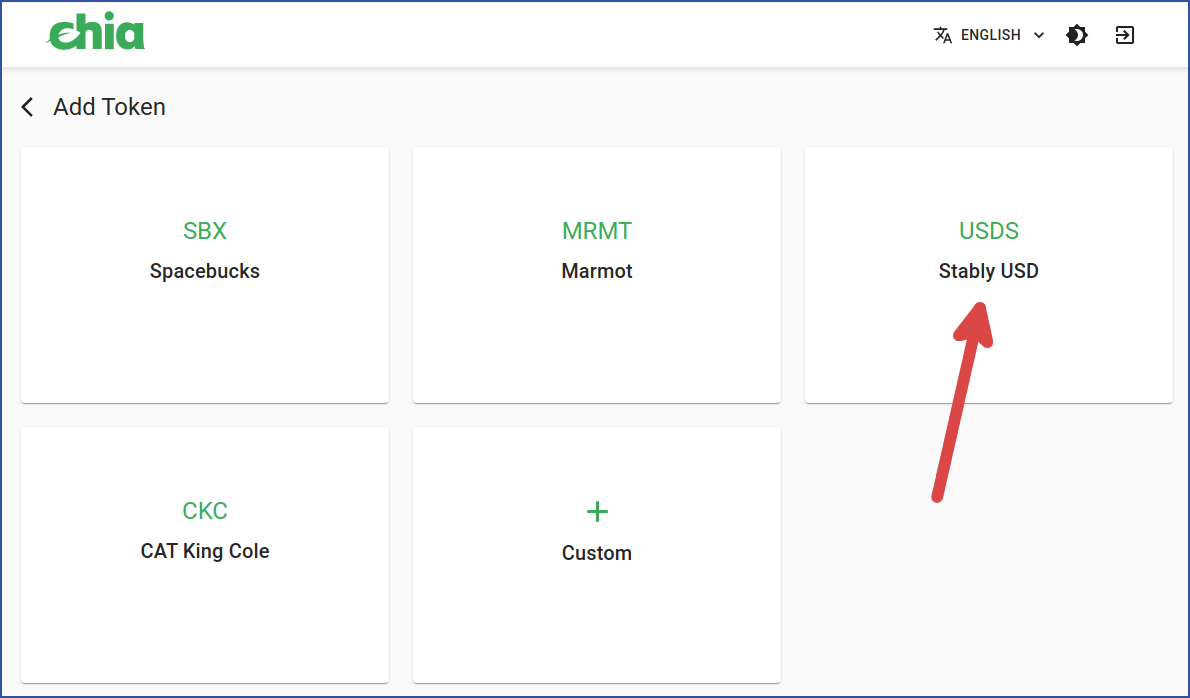 chia
ENGLISH
Add Token
SBX
Spacebucks
MRMT
Marmot
USDS
Stably USD
CKC
CAT King Cole
+
Custom